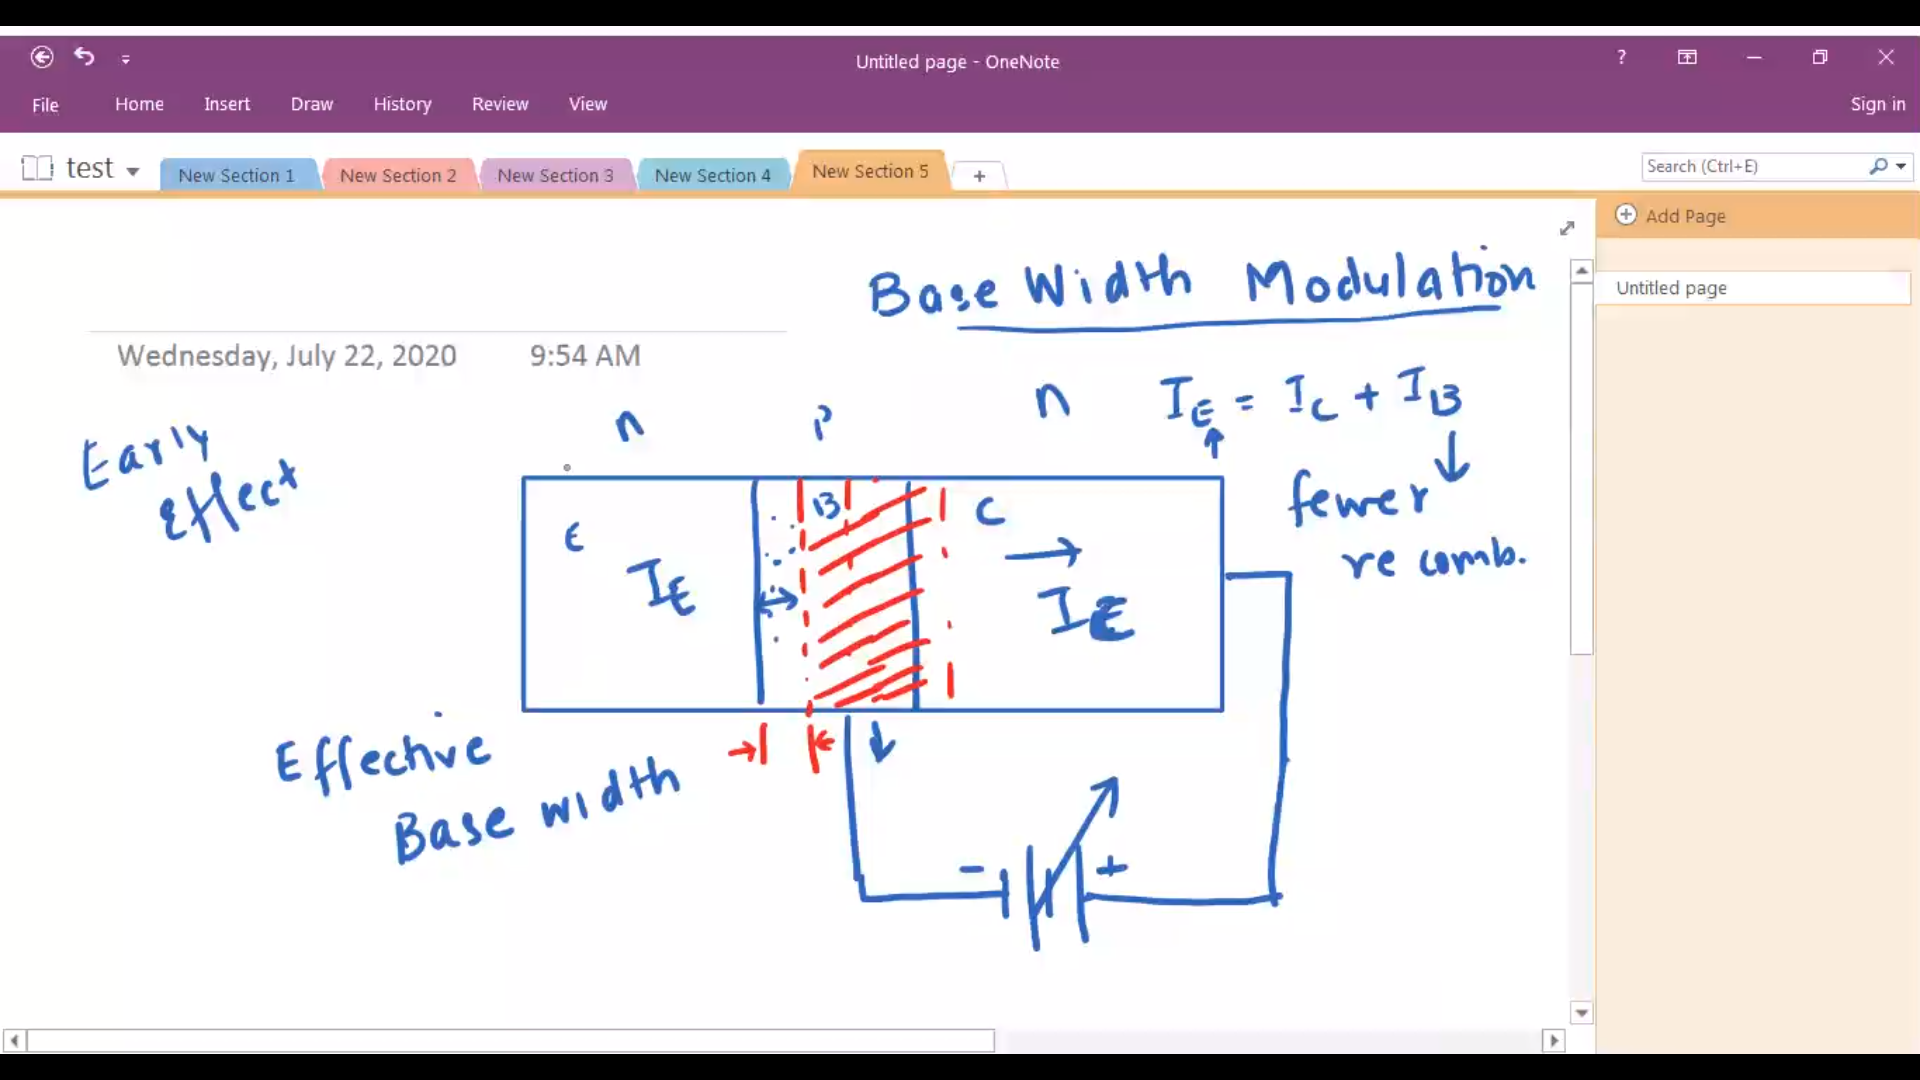 Untitled page - OneNote
?
File Home Insert Draw History Review View
Sign in
test New Section 1 New Section 2 New Section 3 New Section 4 New Section 5 +
Search (Ctrl+E)
Add Page
Untitled page
Base Width Modulation
Wednesday, July 22, 2020 9:54 AM
Early
Effect
n P n
I_E = I_C + I_B
↑ ↓
fewer
recomb.
E B C
I_E → I_E
Effective
Base width
- +